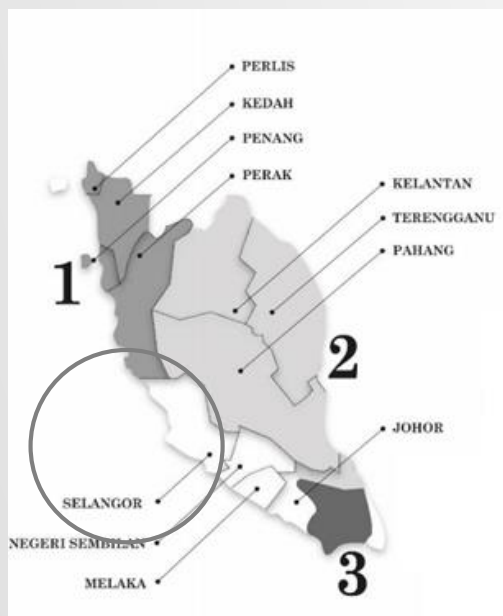 PERLIS
KEDAH
PENANG
PERAK
KELANTAN
TERENGGANU
PAHANG
1
2
JOHOR
SELANGOR
NEGERI SEMBILAN
MELAKA
3